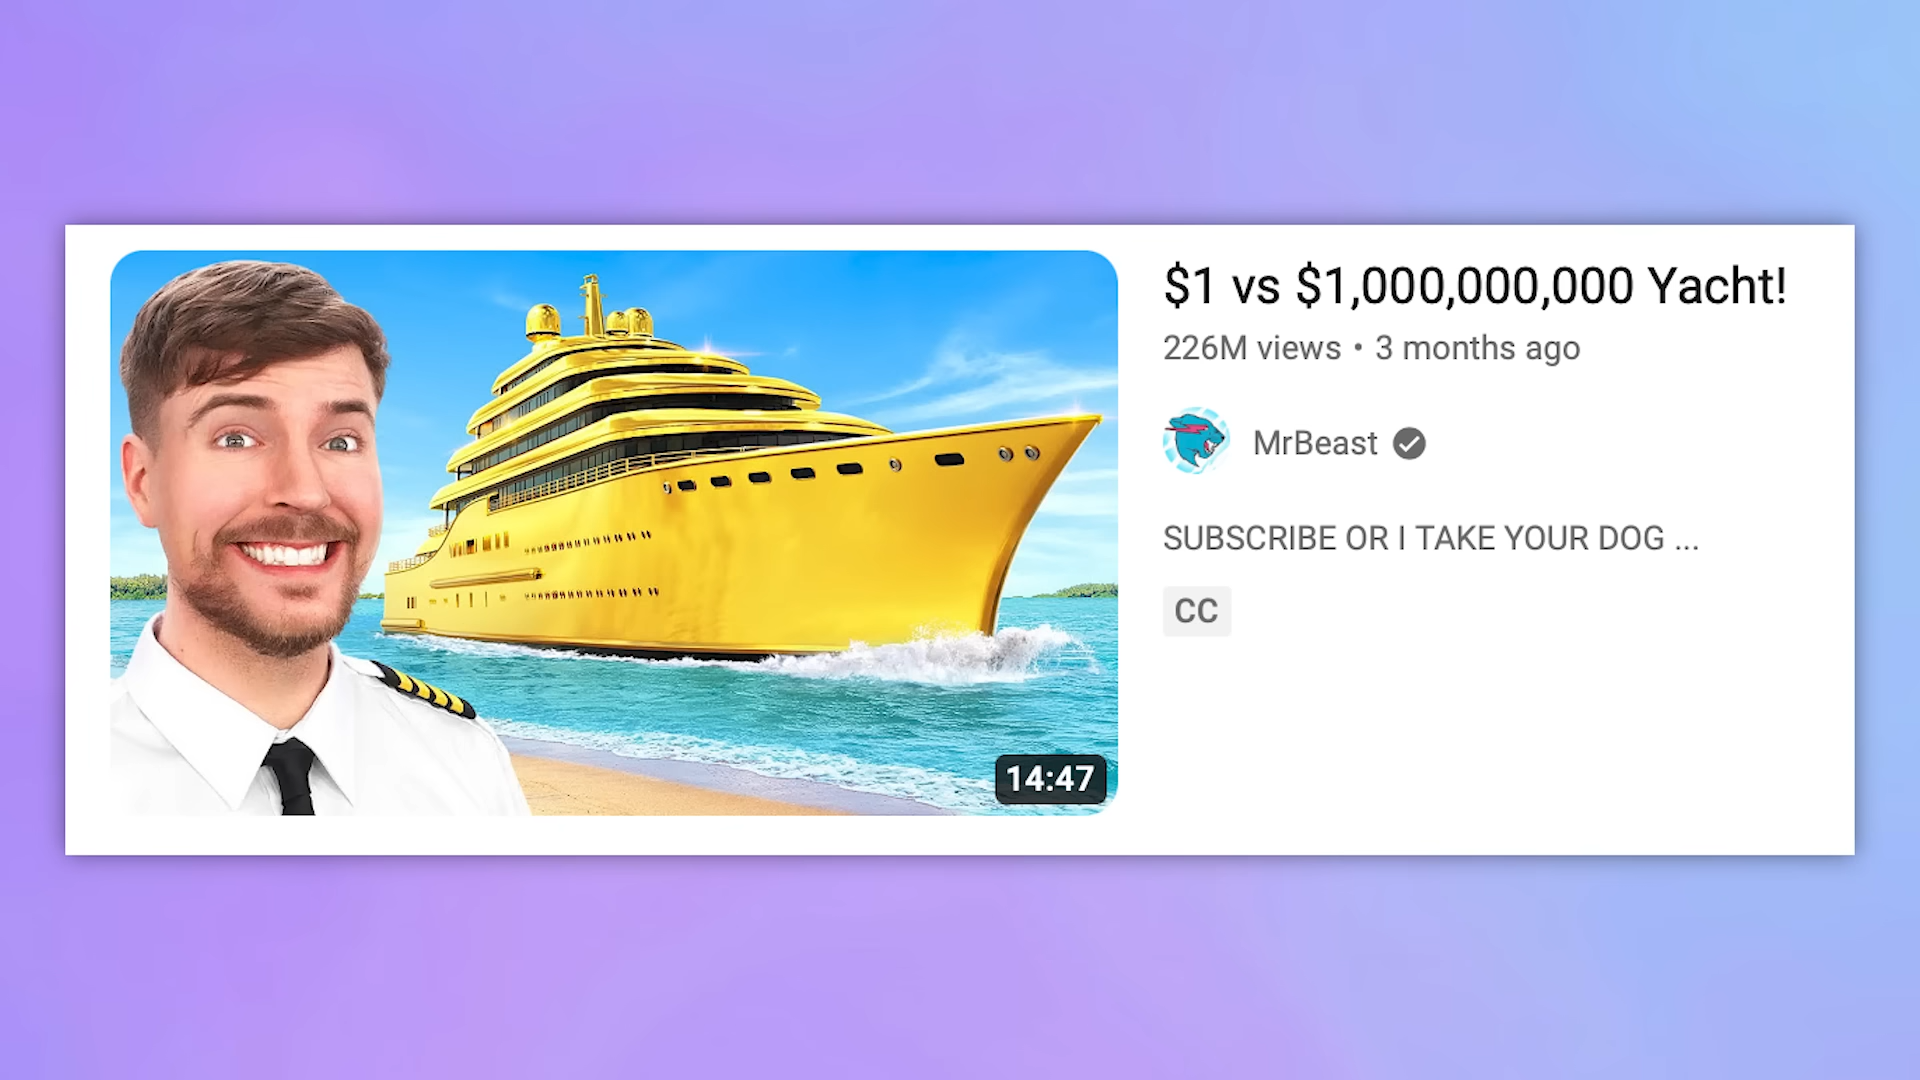 $1 vs $1,000,000,000 Yacht!
226M views • 3 months ago
MrBeast
SUBSCRIBE OR I TAKE YOUR DOG ...
CC
14:47